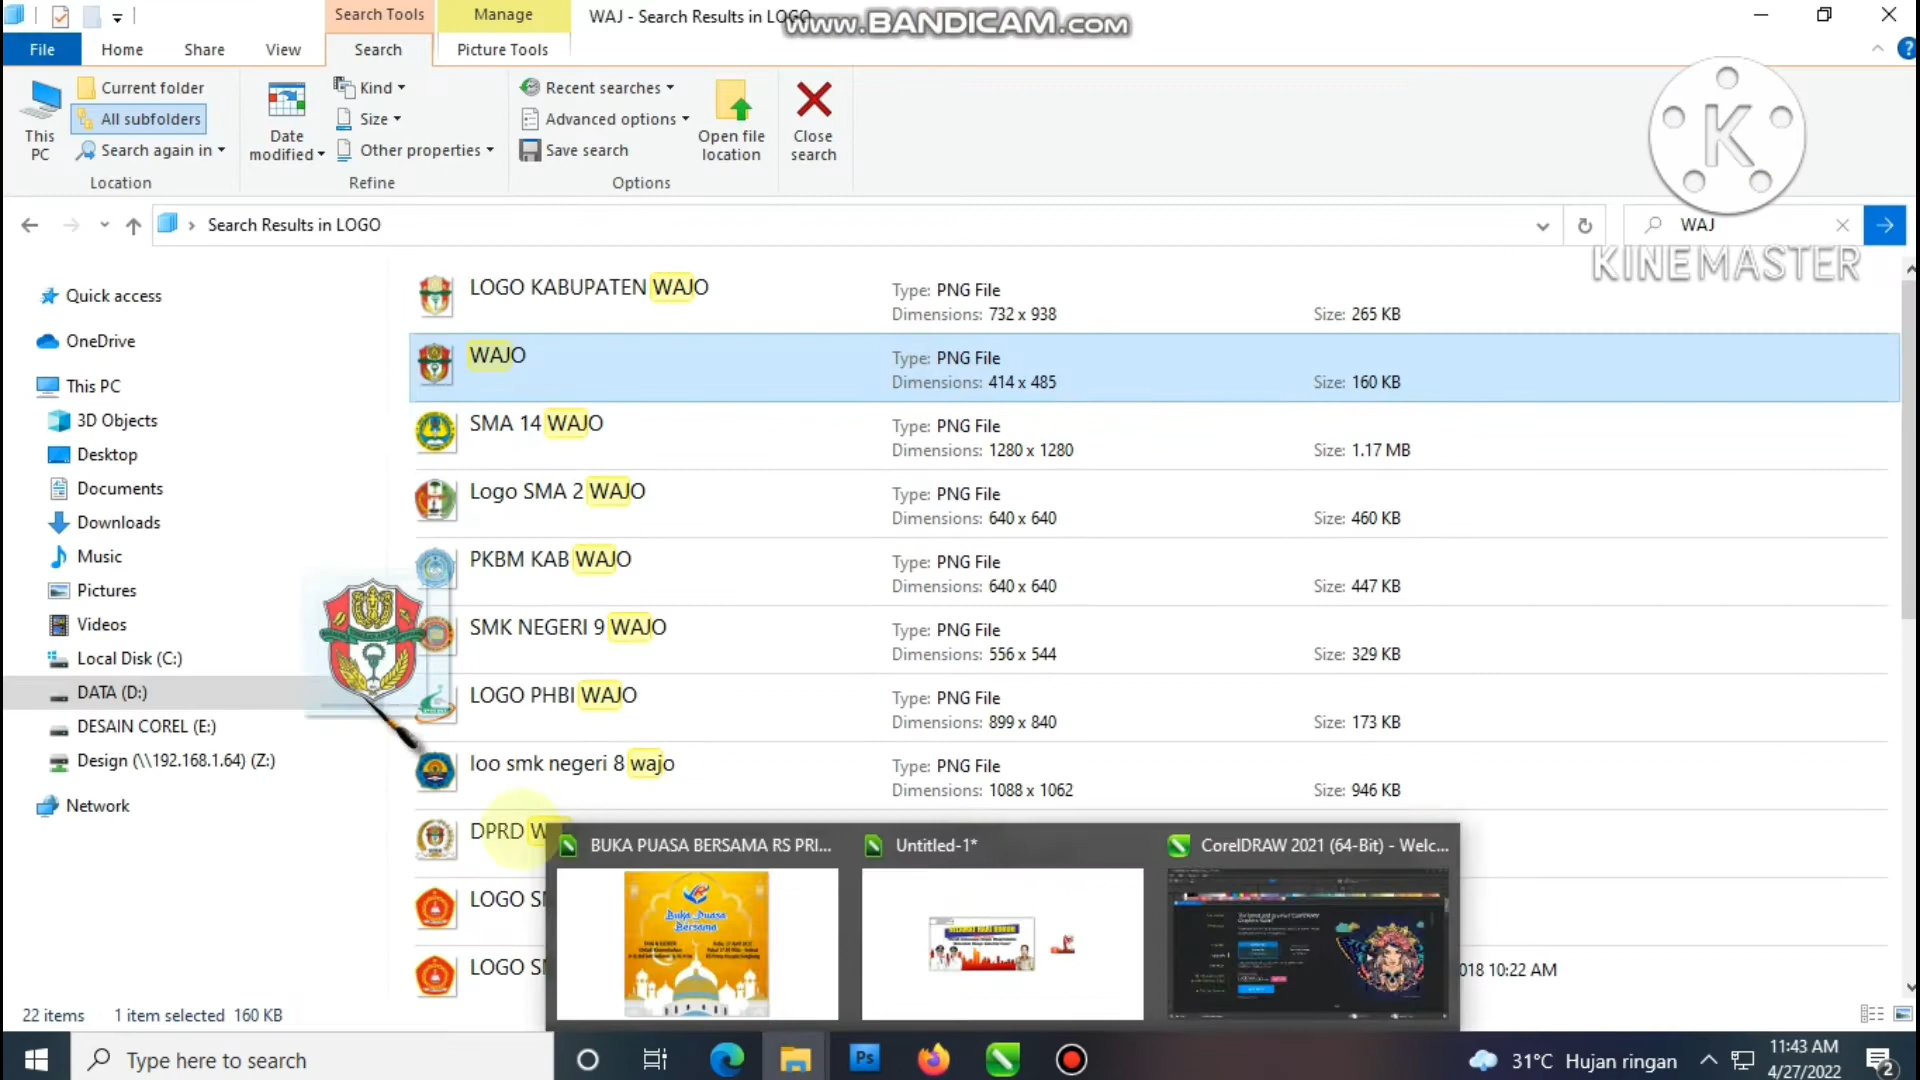 Search Tools
Manage
WAJ - Search Results in LOGO
www.BANDICAM.com
File
Home
Share
View
Search
Picture Tools
This PC
Current folder
All subfolders
Search again in
Location
Date modified
Kind
Size
Other properties
Refine
Recent searches
Advanced options
Save search
Options
Open file location
Close search
K
KINEMASTER
Search Results in LOGO
WAJ
Quick access
OneDrive
This PC
3D Objects
Desktop
Documents
Downloads
Music
Pictures
Videos
Local Disk (C:)
DATA (D:)
DESAIN COREL (E:)
Design (\\192.168.1.64) (Z:)
Network
LOGO KABUPATEN WAJO
Type: PNG File
Dimensions: 732 x 938
Size: 265 KB
WAJO
Type: PNG File
Dimensions: 414 x 485
Size: 160 KB
SMA 14 WAJO
Type: PNG File
Dimensions: 1280 x 1280
Size: 1.17 MB
Logo SMA 2 WAJO
Type: PNG File
Dimensions: 640 x 640
Size: 460 KB
PKBM KAB WAJO
Type: PNG File
Dimensions: 640 x 640
Size: 447 KB
SMK NEGERI 9 WAJO
Type: PNG File
Dimensions: 556 x 544
Size: 329 KB
LOGO PHBI WAJO
Type: PNG File
Dimensions: 899 x 840
Size: 173 KB
loo smk negeri 8 wajo
Type: PNG File
Dimensions: 1088 x 1062
Size: 946 KB
DPRD W
LOGO S
LOGO S
018 10:22 AM
BUKA PUASA BERSAMA RS PRI...
Untitled-1*
CorelDRAW 2021 (64-Bit) - Welc...
Buka Puasa
Bersama
22 items
1 item selected 160 KB
Type here to search
Ps
31°C Hujan ringan
11:43 AM
4/27/2022
2